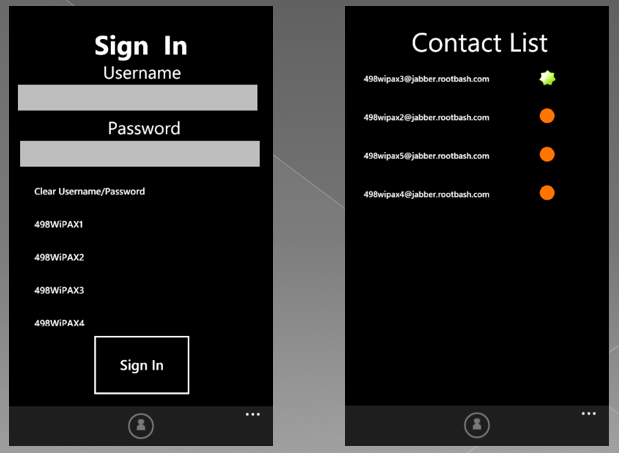 Sign In
Username
Password
Clear Username/Password
498WiPAX1
498WiPAX2
498WiPAX3
498WiPAX4
Sign In
Contact List
498wipax3@jabber.rootbash.com
498wipax2@jabber.rootbash.com
498wipax5@jabber.rootbash.com
498wipax4@jabber.rootbash.com